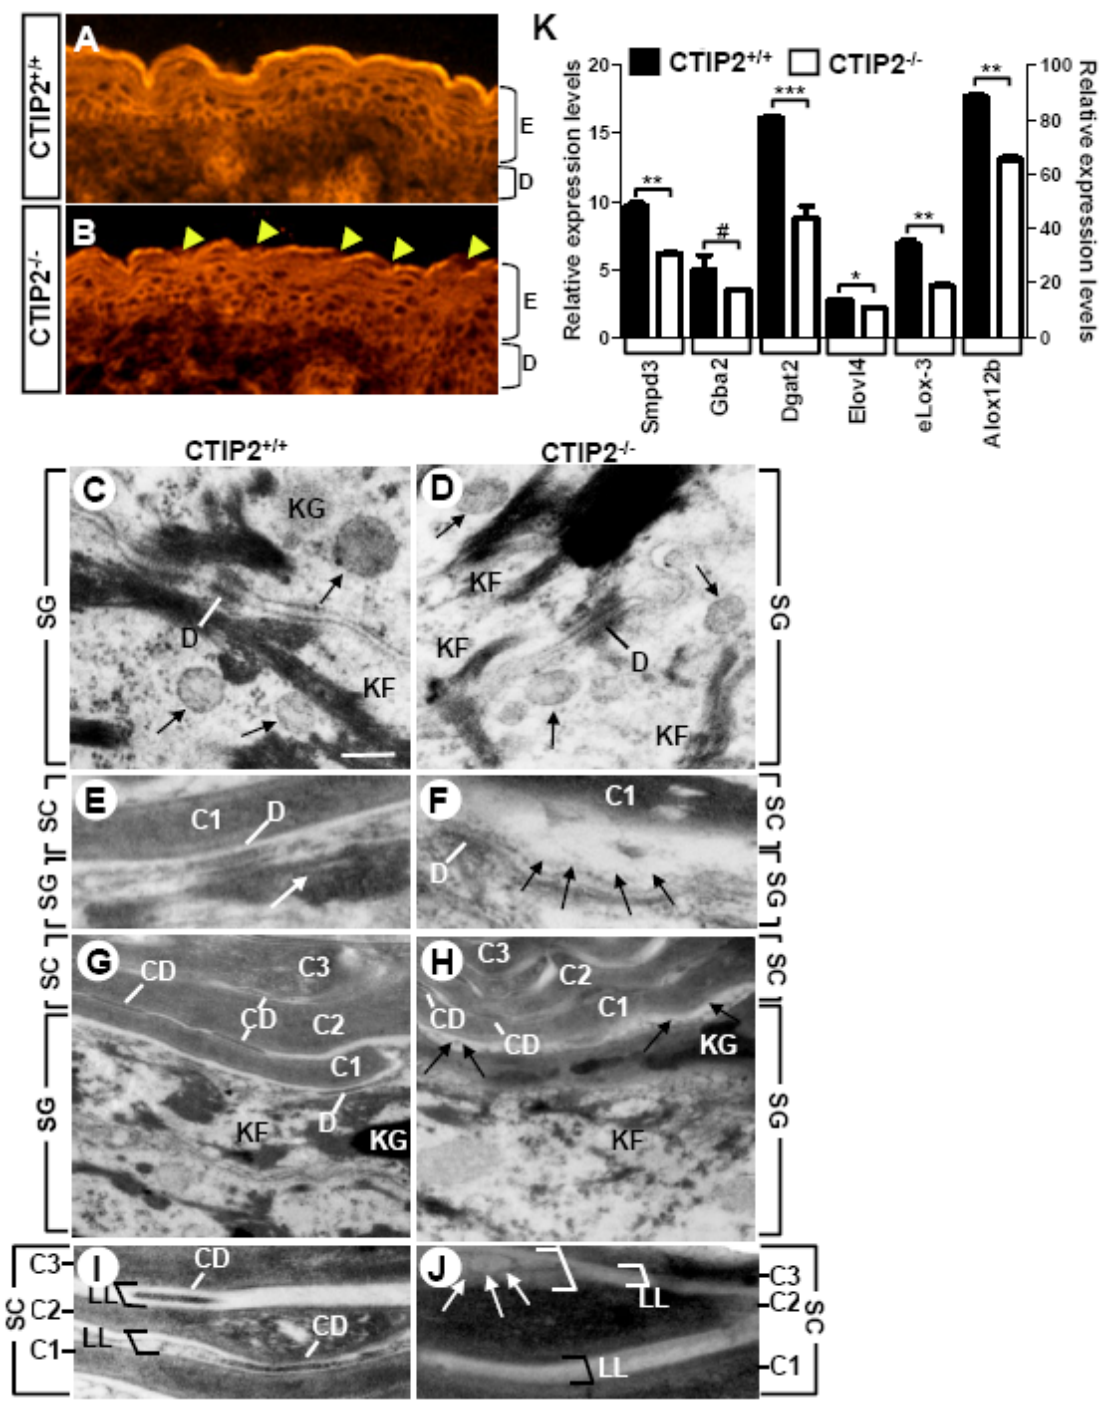 A
CTIP2+/+
E
D
B
CTIP2-/-
E
D
K
CTIP2+/+
CTIP2-/-
Relative expression levels
20
15
10
5
0
100
80
60
40
20
0
Relative expression levels
**
#
***
*
**
**
Smpd3
Gba2
Dgat2
Elovl4
eLox-3
Alox12b
CTIP2+/+
CTIP2-/-
SG
C
KG
D
KF
D
KF
KF
D
KF
SG
SC
SG
E
C1
D
F
C1
D
SC
SG
SC
SG
G
CD
C3
CD
C2
C1
D
KF
KG
H
C3
C2
C1
CD
CD
KG
KF
SC
SG
SC
C3
C2
C1
I
CD
LL
CD
LL
J
LL
LL
C3
C2
C1
SC